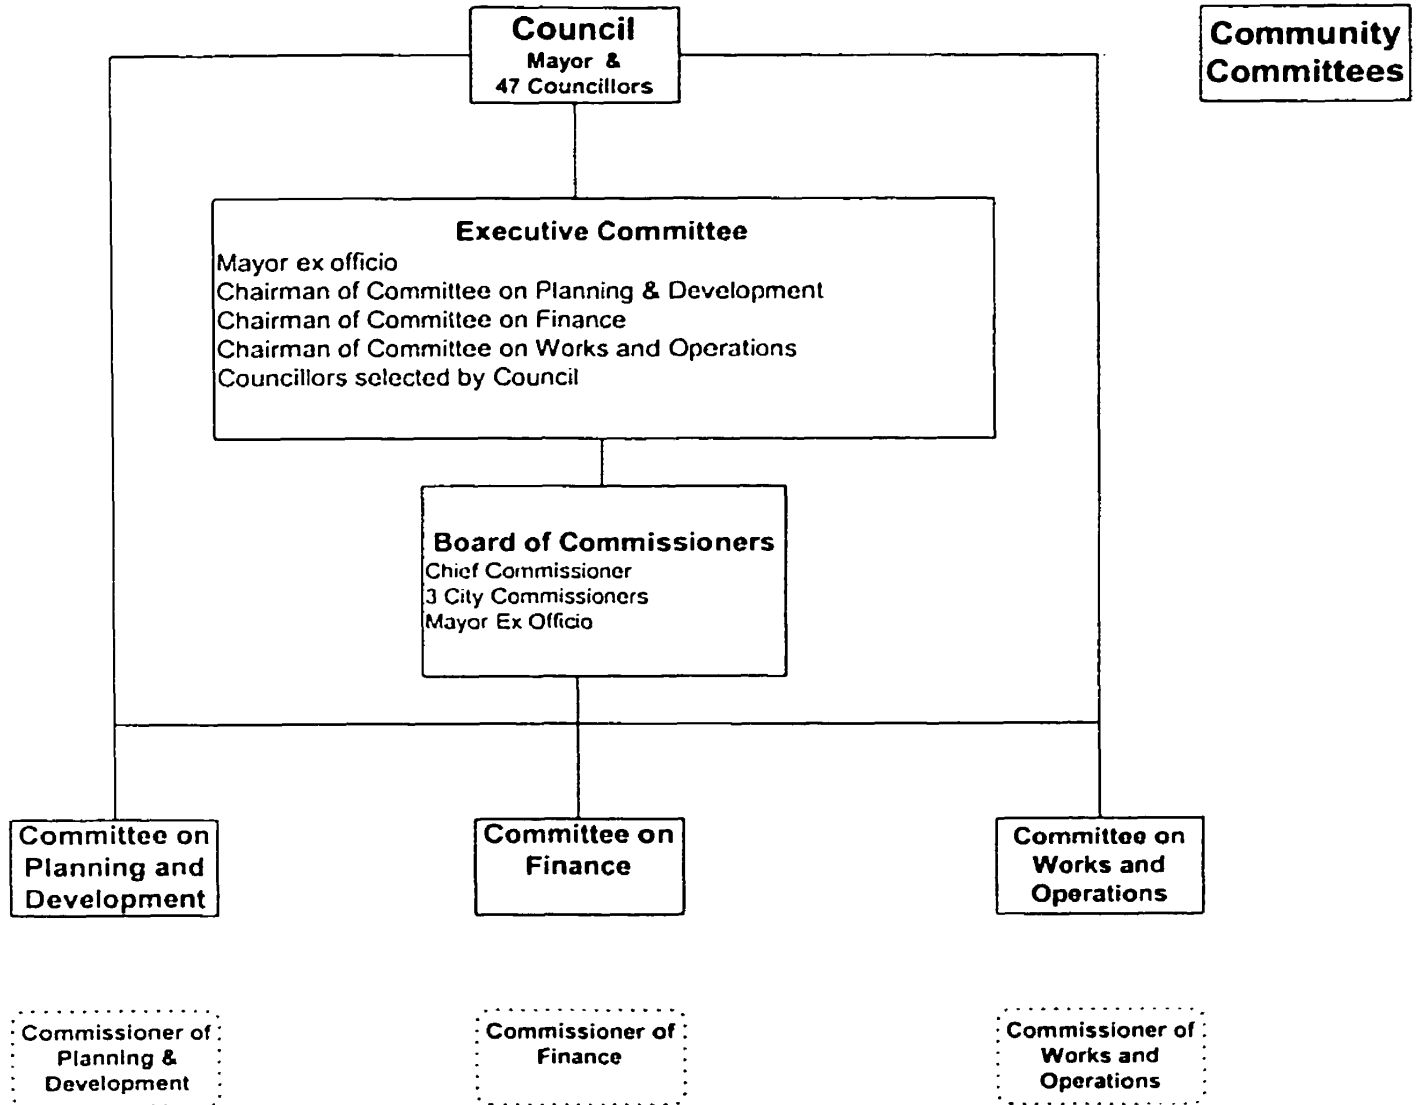 Council
Mayor &
47 Councillors
Community
Committees
Executive Committee
Mayor ex officio
Chairman of Committee on Planning & Development
Chairman of Committee on Finance
Chairman of Committee on Works and Operations
Councillors selected by Council
Board of Commissioners
Chief Commissioner
3 City Commissioners
Mayor Ex Officio
Committee on
Planning and
Development
Committee on
Finance
Committee on
Works and
Operations
Commissioner of
Planning &
Development
Commissioner of
Finance
Commissioner of
Works and
Operations